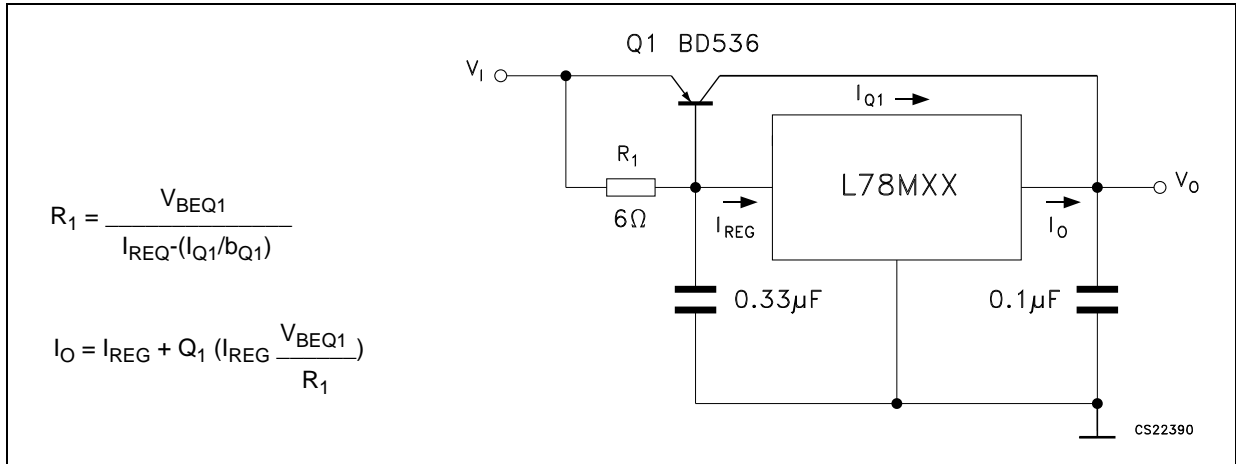 Q1 BD536
V_I
I_Q1
R_1
L78MXX
V_O
6Ω
I_REG
I_O
0.33µF
0.1µF
CS22390
R_1 = V_BEQ1 / I_REQ-(I_Q1/b_Q1)
I_O = I_REG + Q_1 (I_REG V_BEQ1 / R_1)